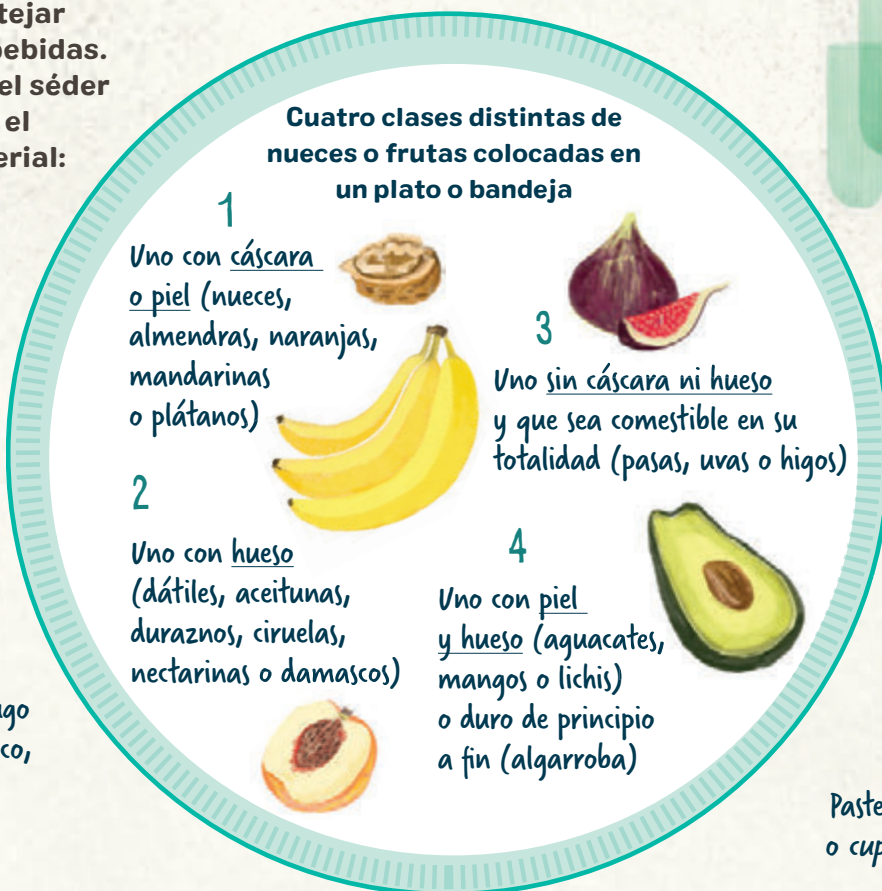 tejar
bebidas.
el séder
el
erial:
Cuatro clases distintas de
nueces o frutas colocadas en
un plato o bandeja
1
Uno con cáscara
o piel (nueces,
almendras, naranjas,
mandarinas
o plátanos)
2
Uno con hueso
(dátiles, aceitunas,
duraznos, ciruelas,
nectarinas o damascos)
3
Uno sin cáscara ni hueso
y que sea comestible en su
totalidad (pasas, uvas o higos)
4
Uno con piel
y hueso (aguacates,
mangos o lichis)
o duro de principio
a fin (algarroba)
go
co,
Paste
o cup